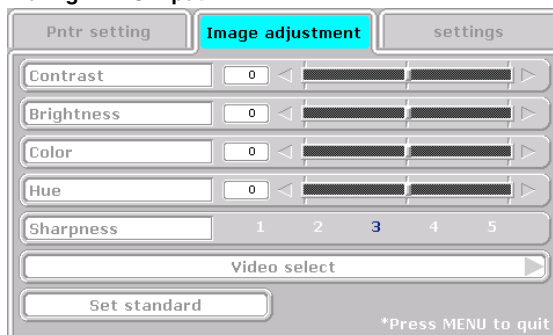 Pntr setting Image adjustment settings
Contrast 0
Brightness 0
Color 0
Hue 0
Sharpness 1 2 3 4 5
Video select
Set standard
*Press MENU to quit